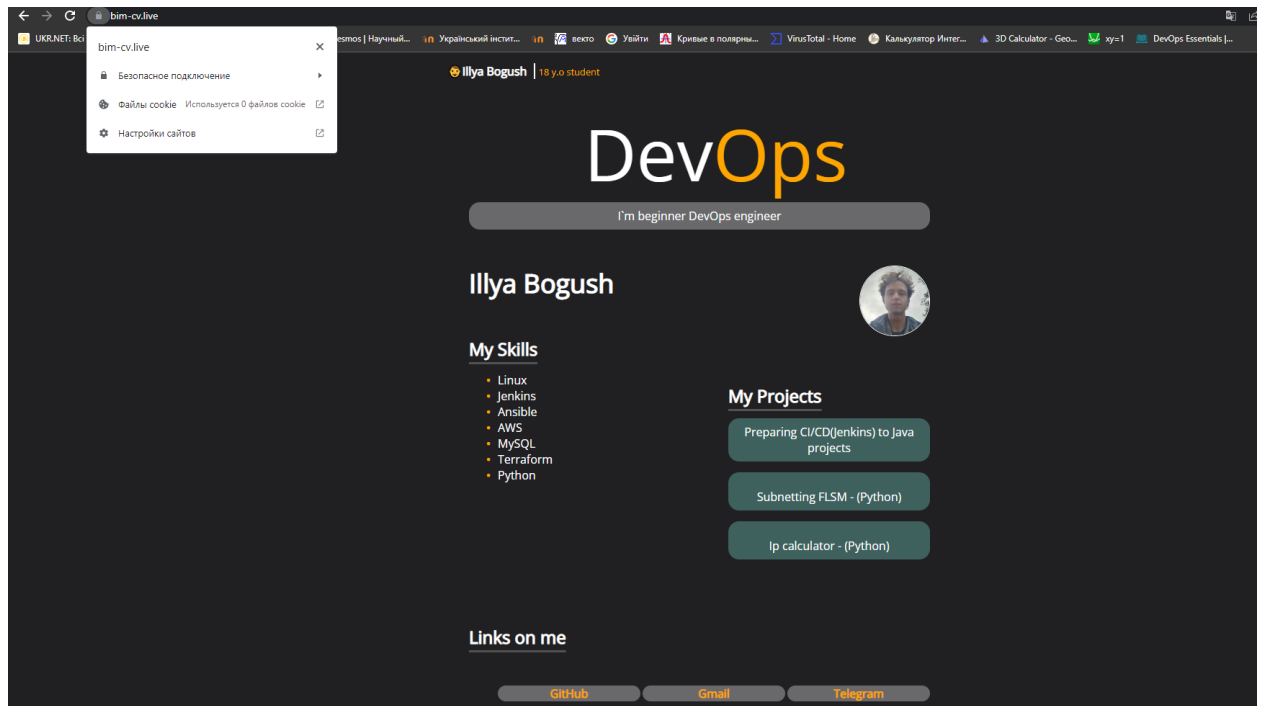 bim-cv.live
UKR.NET: Всі
esmos | Научный...
Український інстит...
векто
Увійти
Кривые в полярны...
VirusTotal - Home
Калькулятор Интег...
3D Calculator - Geo...
xy=1
DevOps Essentials |...
bim-cv.live
Безопасное подключение
Файлы cookie Используется 0 файлов cookie
Настройки сайтов
Illya Bogush | 18 y.o student
DevOps
I`m beginner DevOps engineer
Illya Bogush
My Skills
• Linux
• Jenkins
• Ansible
• AWS
• MySQL
• Terraform
• Python
My Projects
Preparing CI/CD(Jenkins) to Java
projects
Subnetting FLSM - (Python)
Ip calculator - (Python)
Links on me
GitHub
Gmail
Telegram